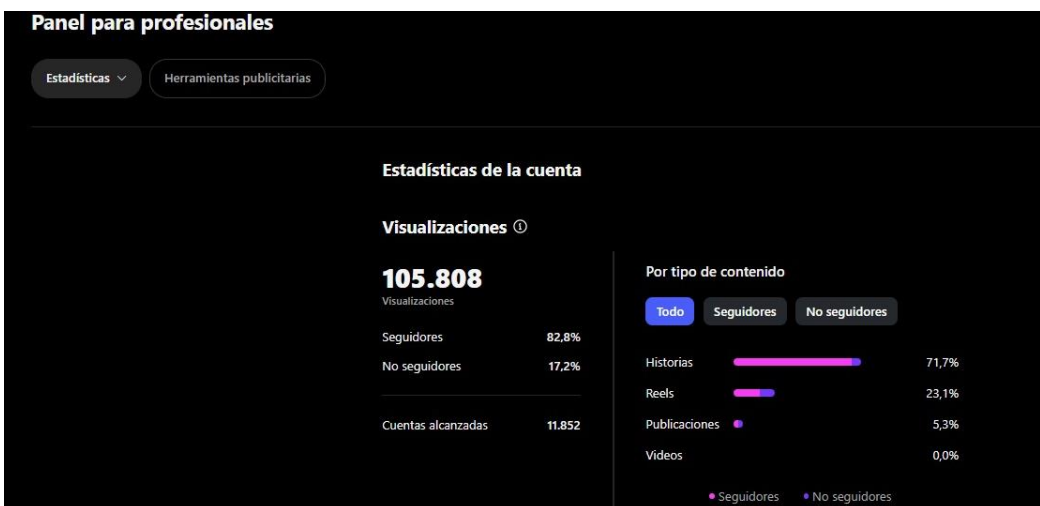 Panel para profesionales
Estadísticas
Herramientas publicitarias
Estadísticas de la cuenta
Visualizaciones
105.808
Visualizaciones
Seguidores 82,8%
No seguidores 17,2%
Cuentas alcanzadas 11.852
Por tipo de contenido
Todo Seguidores No seguidores
Historias 71,7%
Reels 23,1%
Publicaciones 5,3%
Videos 0,0%
Seguidores No seguidores